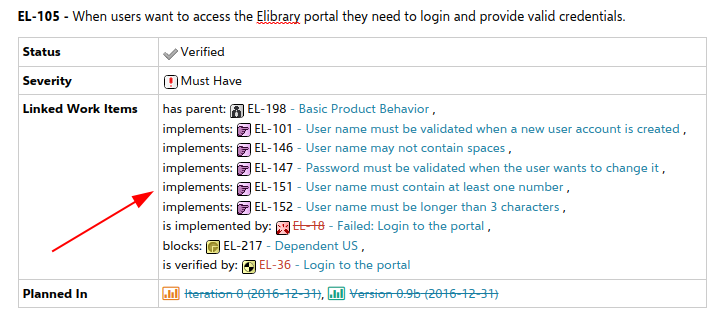 EL-105 - When users want to access the Elibrary portal they need to login and provide valid credentials.
Status Verified
Severity Must Have
Linked Work Items has parent: EL-198 - Basic Product Behavior ,
implements: EL-101 - User name must be validated when a new user account is created ,
implements: EL-146 - User name may not contain spaces ,
implements: EL-147 - Password must be validated when the user wants to change it ,
implements: EL-151 - User name must contain at least one number ,
implements: EL-152 - User name must be longer than 3 characters ,
is implemented by: EL-18 - Failed: Login to the portal ,
blocks: EL-217 - Dependent US ,
is verified by: EL-36 - Login to the portal
Planned In Iteration 0 (2016-12-31), Version 0.9b (2016-12-31)